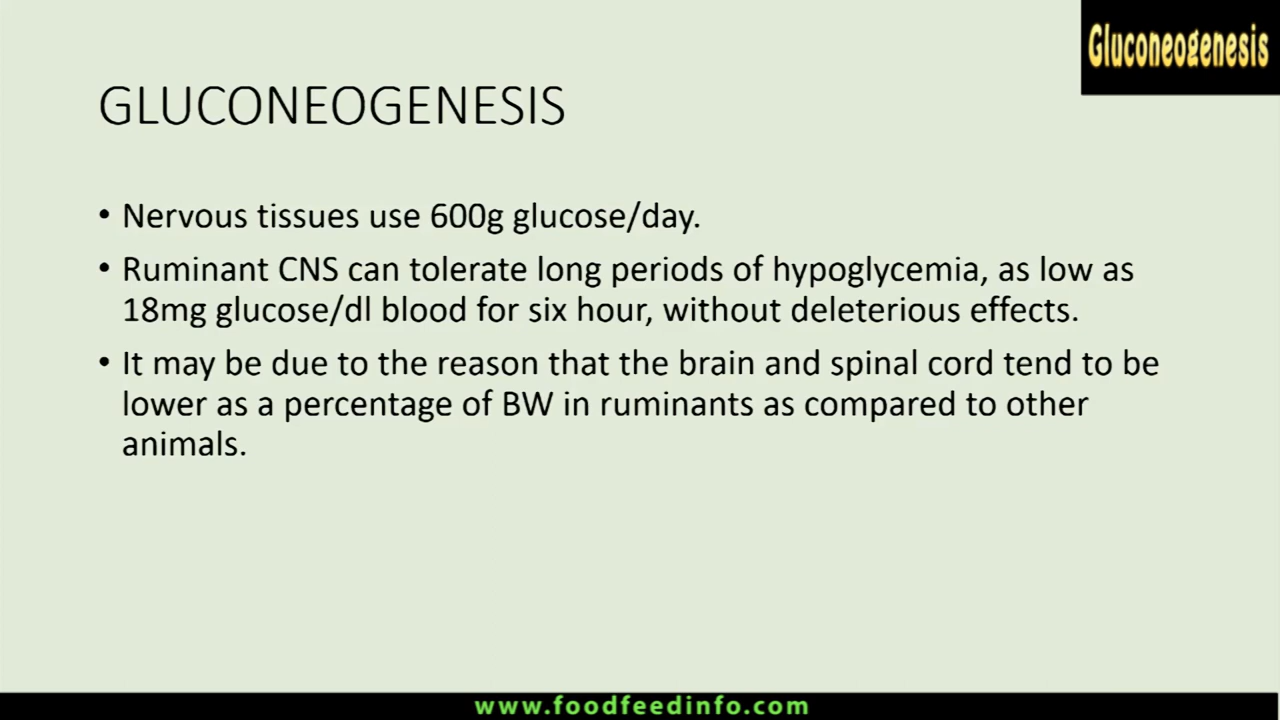 Gluconeogenesis
GLUCONEOGENESIS
• Nervous tissues use 600g glucose/day.
• Ruminant CNS can tolerate long periods of hypoglycemia, as low as
18mg glucose/dl blood for six hour, without deleterious effects.
• It may be due to the reason that the brain and spinal cord tend to be
lower as a percentage of BW in ruminants as compared to other
animals.
www.foodfeedinfo.com